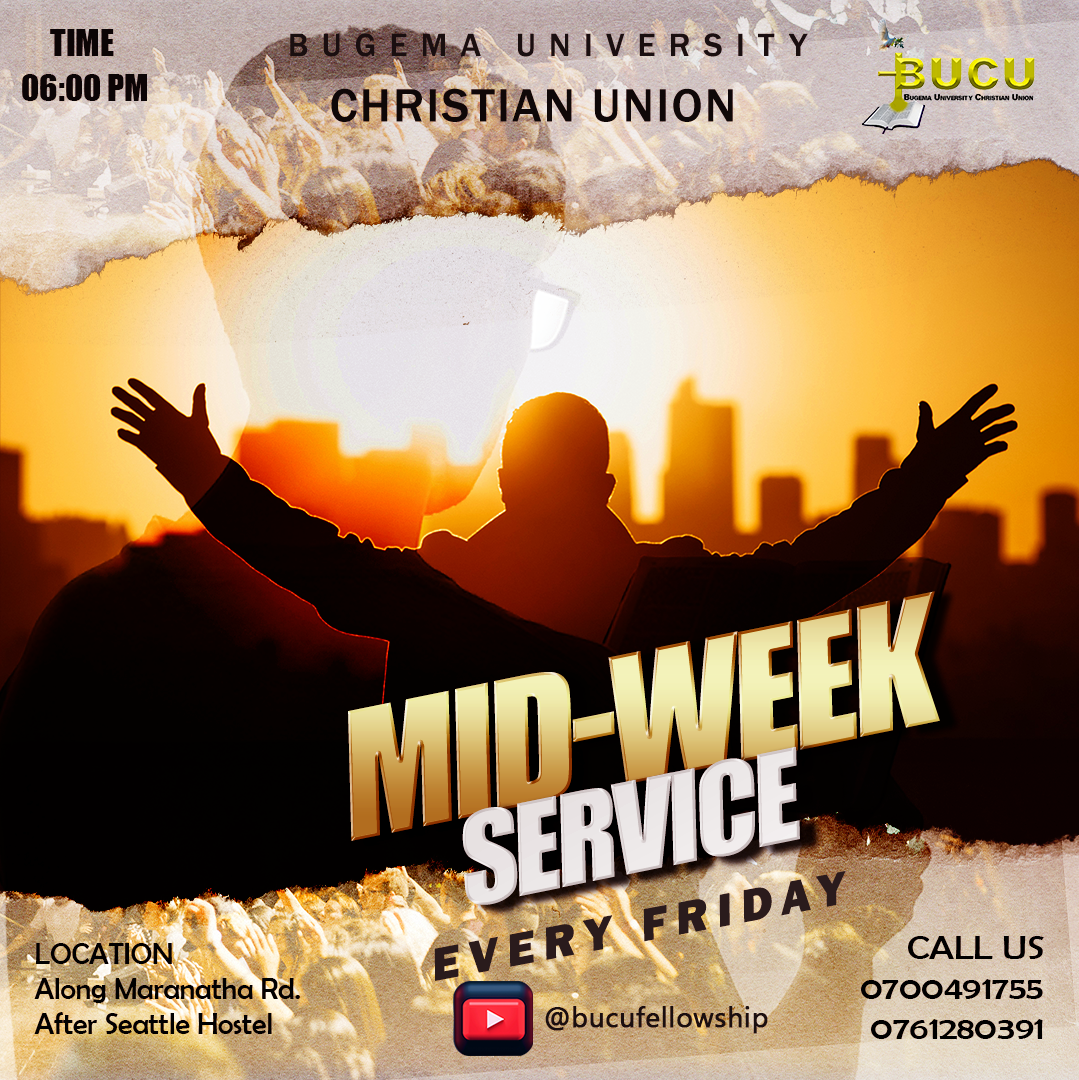 TIME
06:00 PM
BUGEMA UNIVERSITY
CHRISTIAN UNION
BUCU
BUGEMA UNIVERSITY CHRISTIAN UNION
MID-WEEK
SERVICE
EVERY FRIDAY
LOCATION
Along Maranatha Rd.
After Seattle Hostel
@bucufellowship
CALL US
0700491755
0761280391